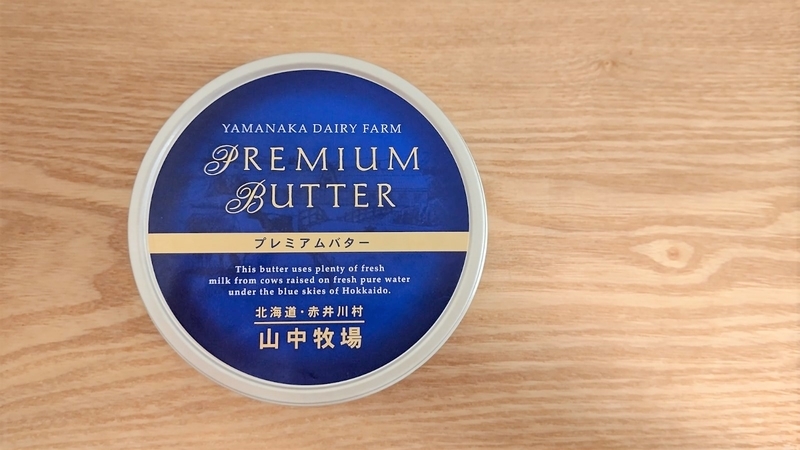 YAMANAKA DAIRY FARM
PREMIUM
BUTTER
プレミアムバター
This butter uses plenty of fresh
milk from cows raised on fresh pure water
under the blue skies of Hokkaido.
北海道・赤井川村
山中牧場